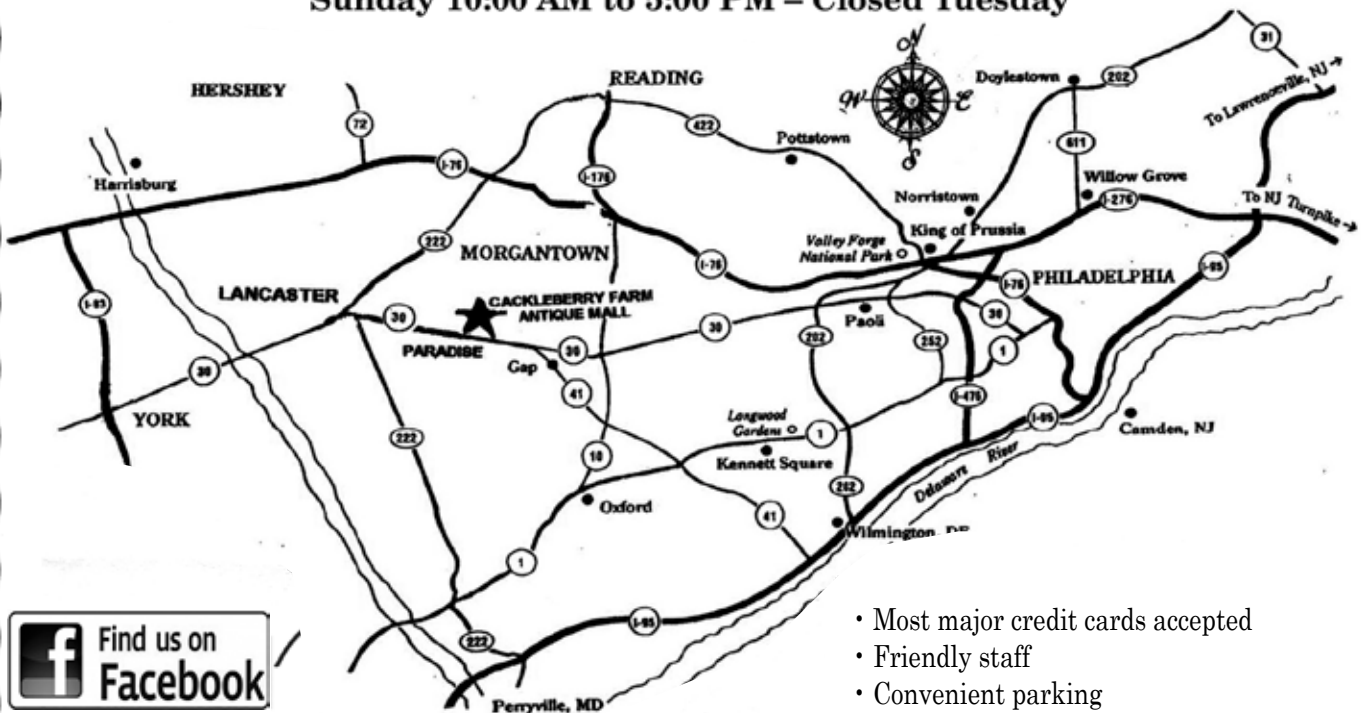 Sunday 10:00 AM to 5:00 PM – Closed Tuesday
N
W
E
S
HERSHEY
READING
Doylestown
202
31
To Lawrenceville, NJ →
72
422
Pottstown
611
Harrisburg
I-76
I-176
Norristown
Willow Grove
I-276
To NJ Turnpike →
222
MORGANTOWN
King of Prussia
Valley Forge
National Park
I-76
I-76
PHILADELPHIA
I-95
LANCASTER
CACKLEBERRY FARM
ANTIQUE MALL
I-83
30
30
30
Paoli
202
252
1
PARADISE
30
Gap
41
30
YORK
I-476
222
Longwood
Gardens
1
I-95
Camden, NJ
10
Kennett Square
Delaware River
202
Oxford
41
Wilmington,
1
I-95
222
Perryville, MD
Find us on
Facebook
• Most major credit cards accepted
• Friendly staff
• Convenient parking